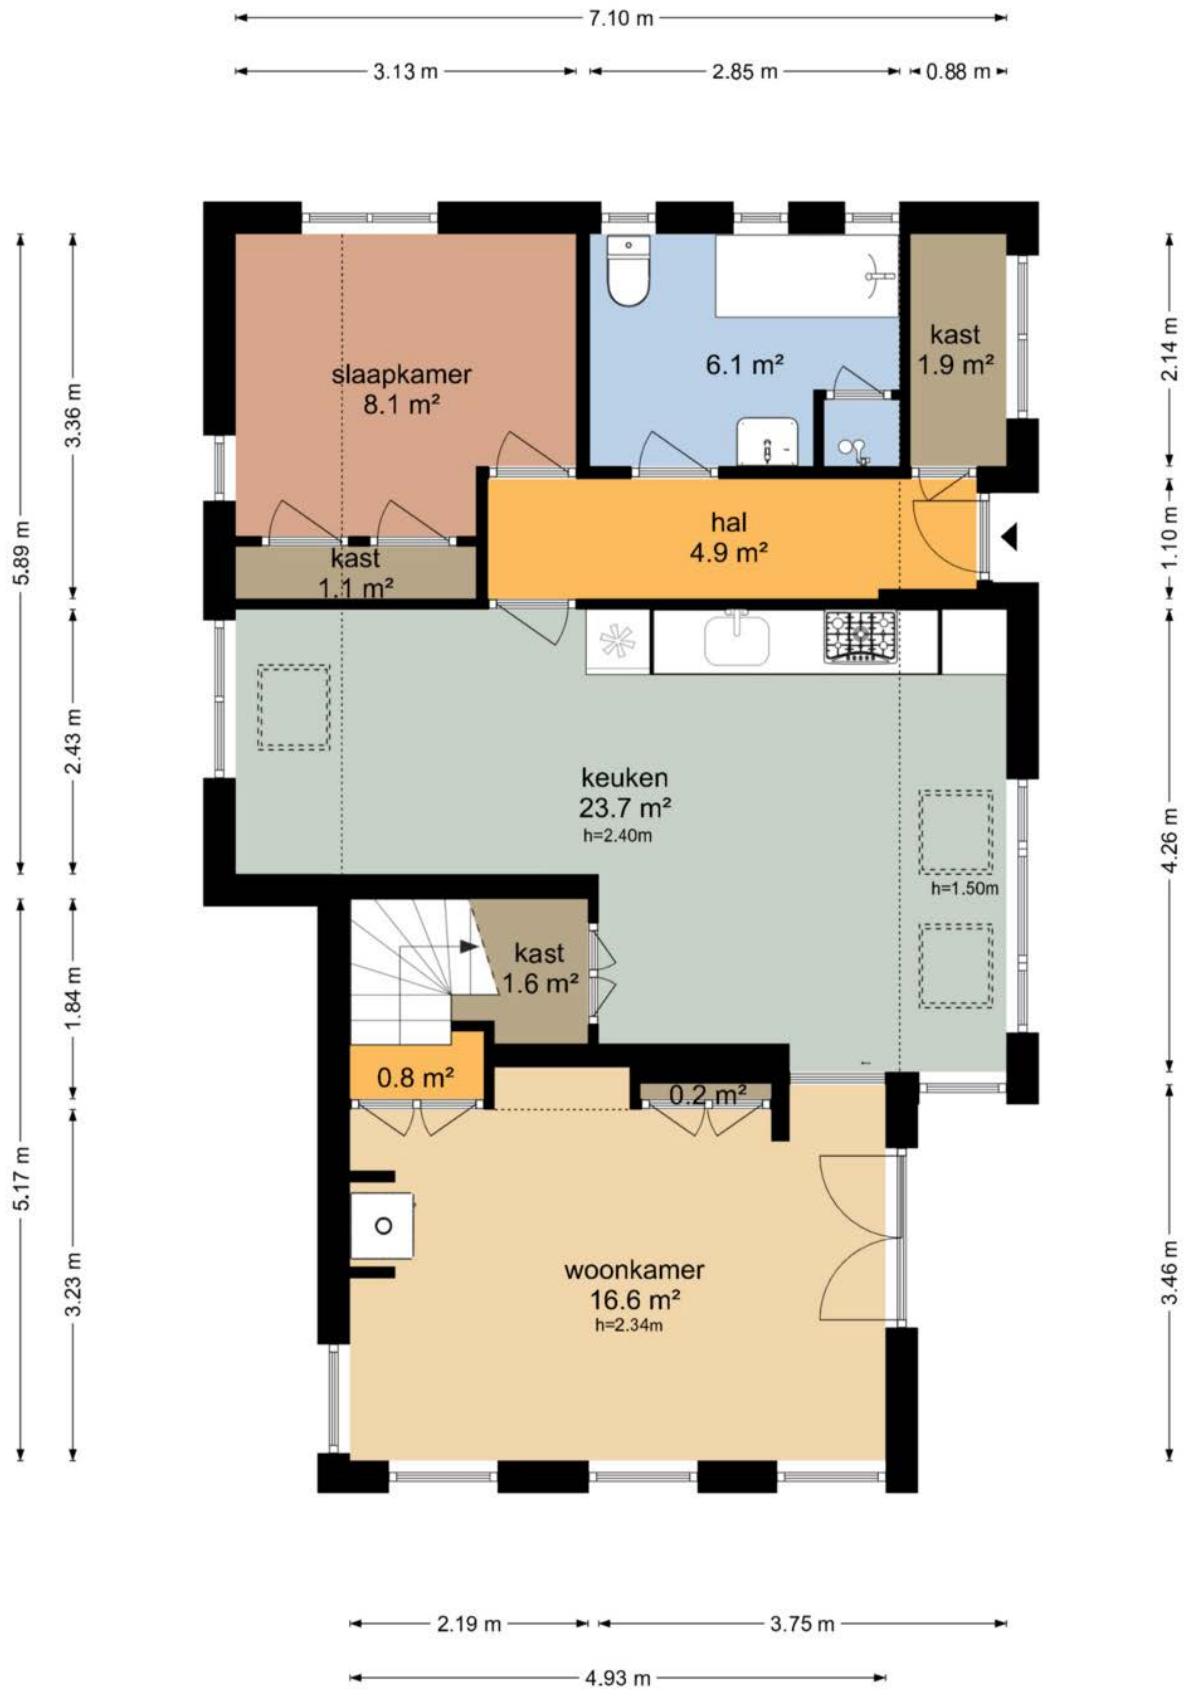 7.10 m
3.13 m
2.85 m
0.88 m
5.89 m
3.36 m
2.43 m
2.14 m
1.10 m
4.26 m
slaapkamer
8.1 m²
6.1 m²
kast
1.9 m²
hal
4.9 m²
kast
1.1 m²
keuken
23.7 m²
h=2.40m
h=1.50m
kast
1.6 m²
0.8 m²
0.2 m²
woonkamer
16.6 m²
h=2.34m
5.17 m
1.84 m
3.23 m
3.46 m
2.19 m
3.75 m
4.93 m